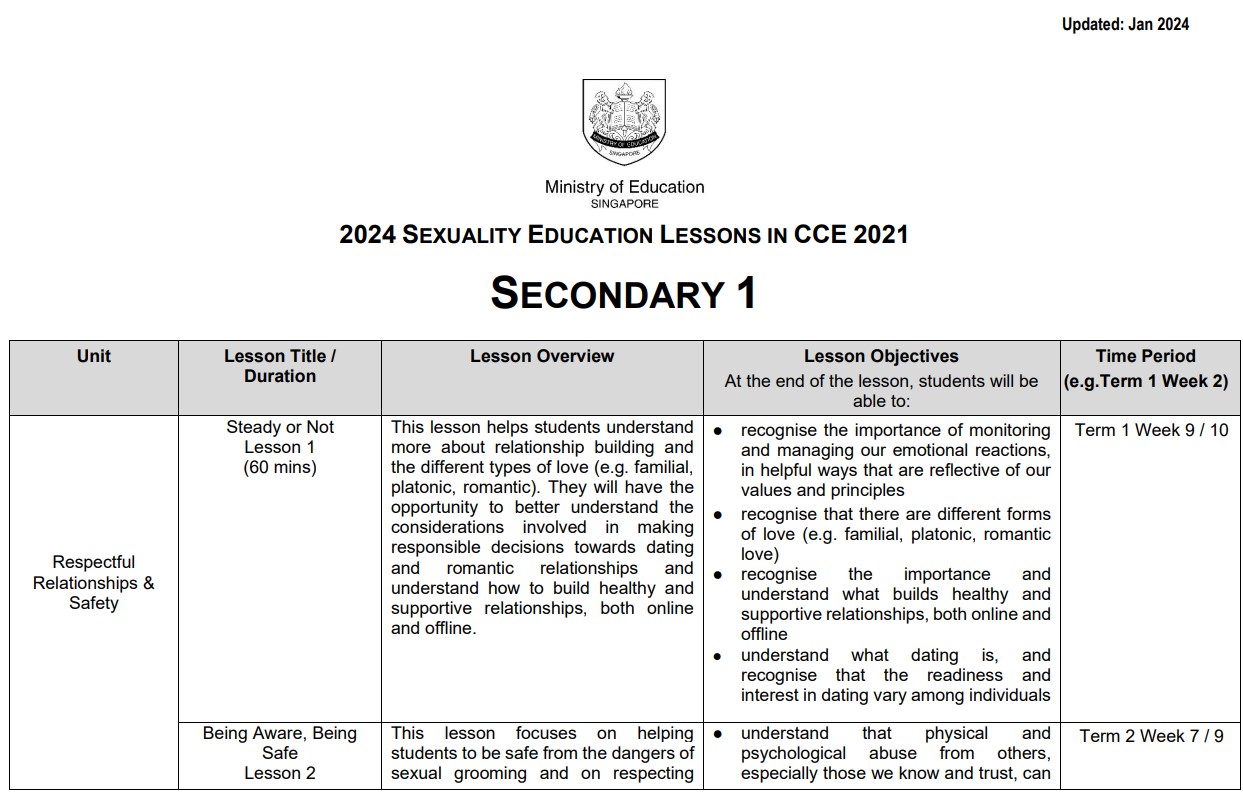 Updated: Jan 2024
MINISTRY OF EDUCATION
SINGAPORE
Ministry of Education
SINGAPORE
2024 SEXUALITY EDUCATION LESSONS IN CCE 2021
SECONDARY 1
Unit
Lesson Title /
Duration
Lesson Overview
Lesson Objectives
At the end of the lesson, students will be
able to:
Time Period
(e.g.Term 1 Week 2)
Respectful
Relationships &
Safety
Steady or Not
Lesson 1
(60 mins)
This lesson helps students understand
more about relationship building and
the different types of love (e.g. familial,
platonic, romantic). They will have the
opportunity to better understand the
considerations involved in making
responsible decisions towards dating
and romantic relationships and
understand how to build healthy and
supportive relationships, both online
and offline.
● recognise the importance of monitoring
and managing our emotional reactions,
in helpful ways that are reflective of our
values and principles
● recognise that there are different forms
of love (e.g. familial, platonic, romantic
love)
● recognise the importance and
understand what builds healthy and
supportive relationships, both online and
offline
● understand what dating is, and
recognise that the readiness and
interest in dating vary among individuals
Term 1 Week 9 / 10
Being Aware, Being
Safe
Lesson 2
This lesson focuses on helping
students to be safe from the dangers of
sexual grooming and on respecting
● understand that physical and
psychological abuse from others,
especially those we know and trust, can
Term 2 Week 7 / 9